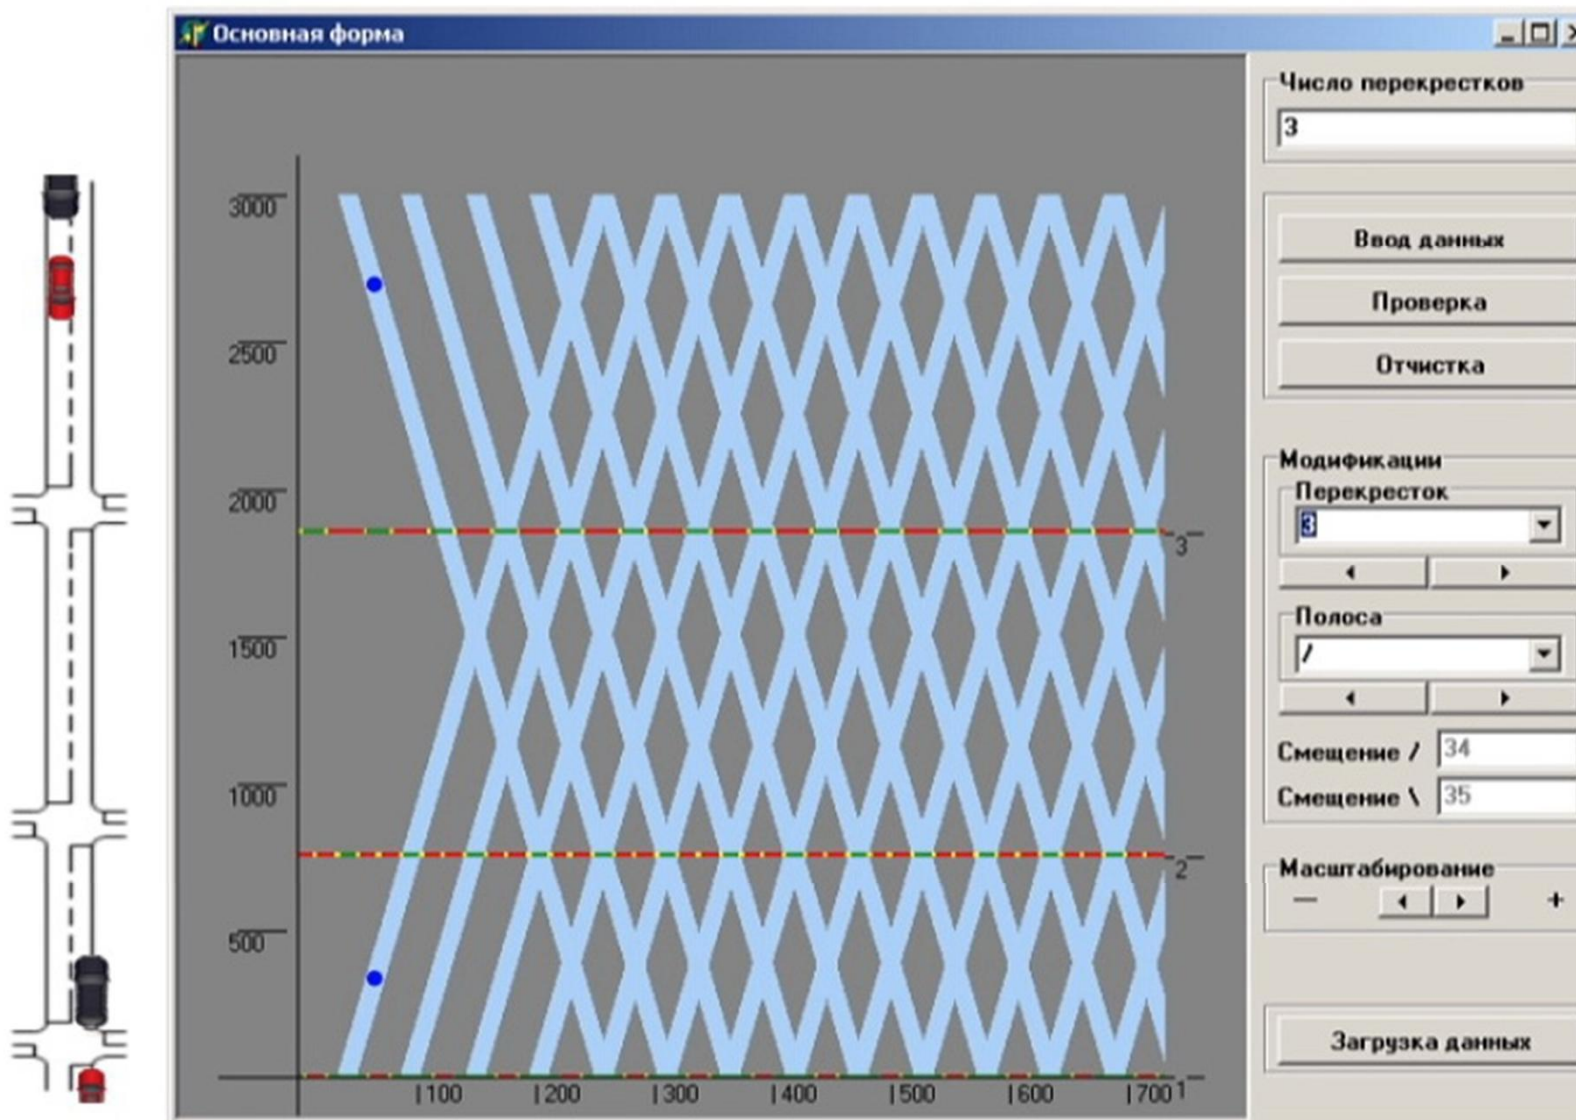 Основная форма
3000
2500
2000
1500
1000
500
|100 |200 |300 |400 |500 |600 |700
3
2
1
Число перекрестков
3
Ввод данных
Проверка
Отчистка
Модификации
Перекресток
3
Полоса
/
Смещение / 34
Смещение \ 35
Масштабирование
— +
Загрузка данных